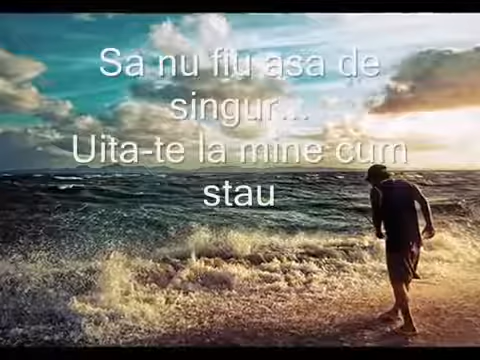 Sa nu fiu asa de
singur...
Uita-te la mine cum
stau